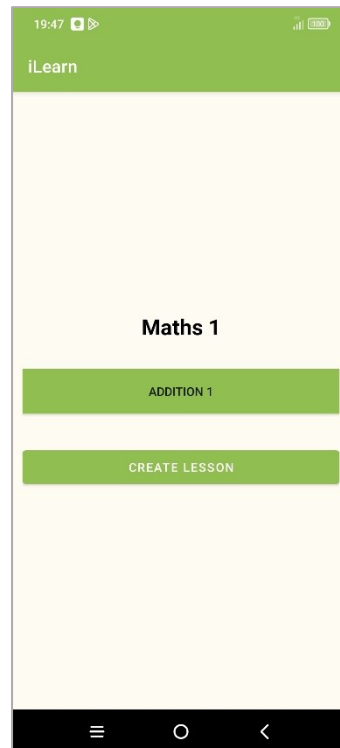 19:47
iLearn
Maths 1
ADDITION 1
CREATE LESSON